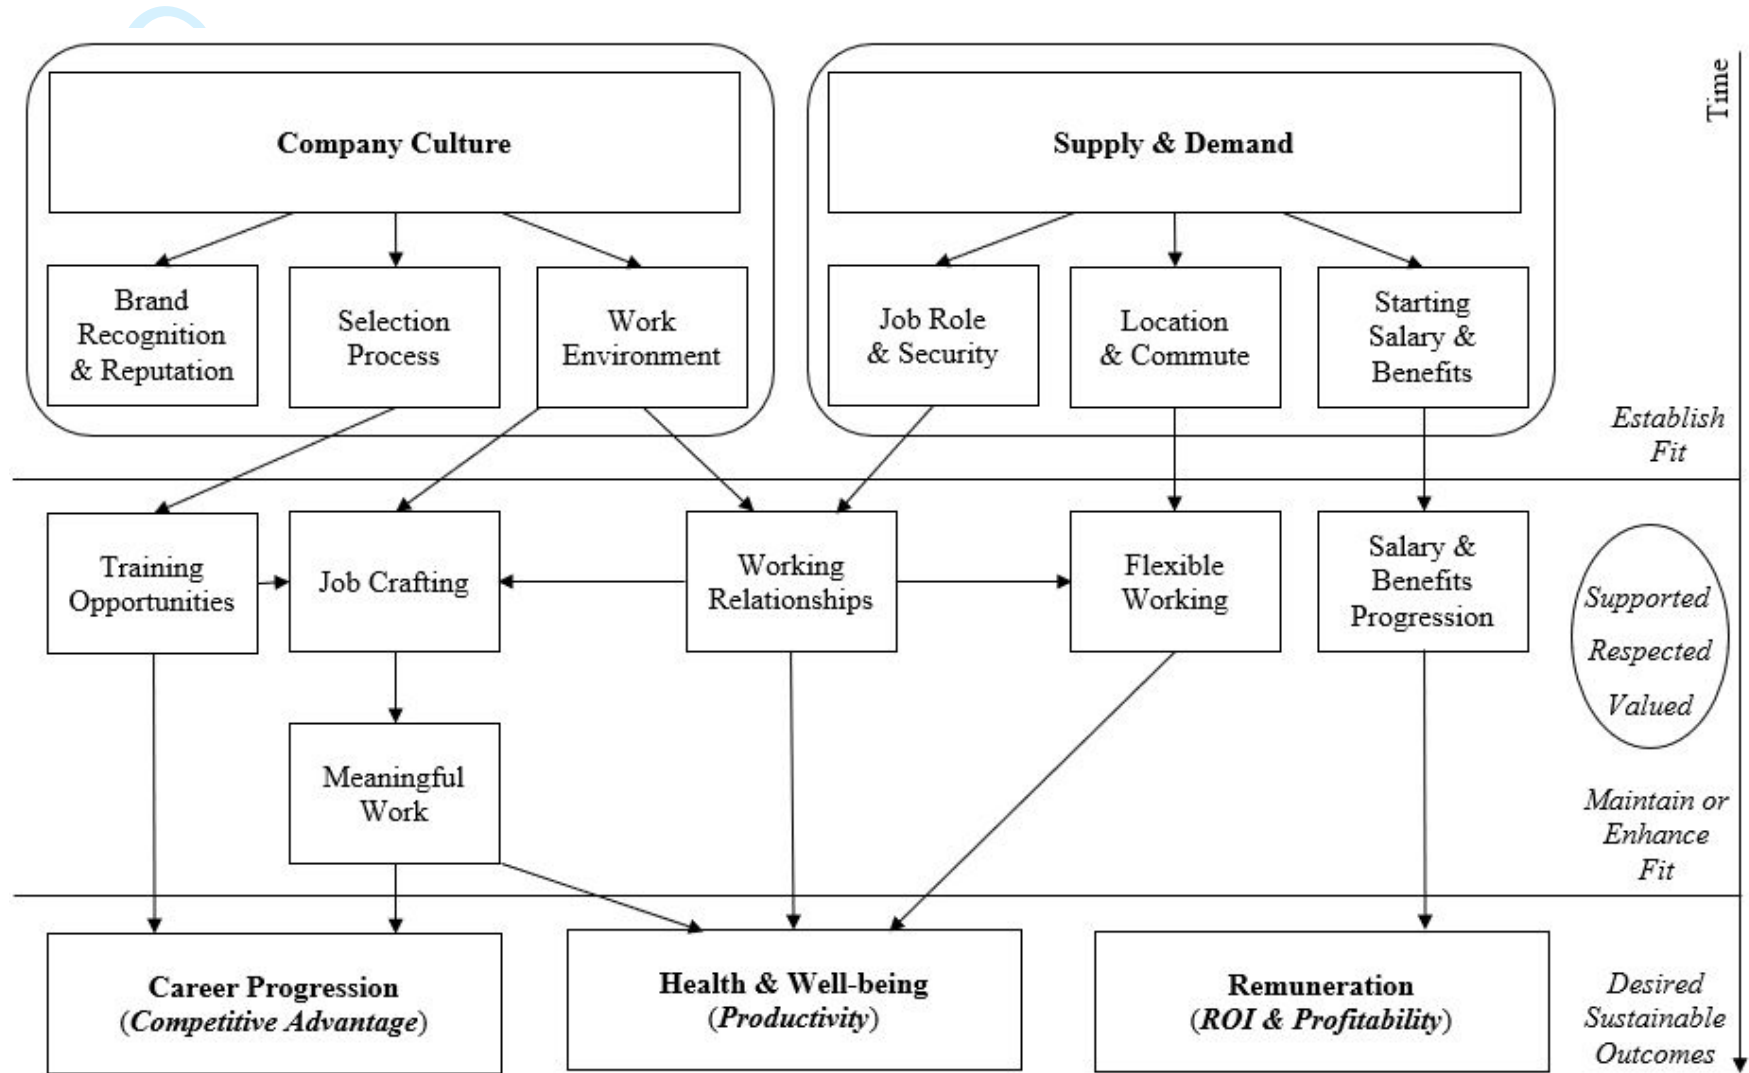 Company Culture
Supply & Demand
Time
Brand
Recognition
& Reputation
Selection
Process
Work
Environment
Job Role
& Security
Location
& Commute
Starting
Salary &
Benefits
Establish
Fit
Training
Opportunities
Job Crafting
Working
Relationships
Flexible
Working
Salary &
Benefits
Progression
Supported
Respected
Valued
Meaningful
Work
Maintain or
Enhance
Fit
Career Progression
(Competitive Advantage)
Health & Well-being
(Productivity)
Remuneration
(ROI & Profitability)
Desired
Sustainable
Outcomes